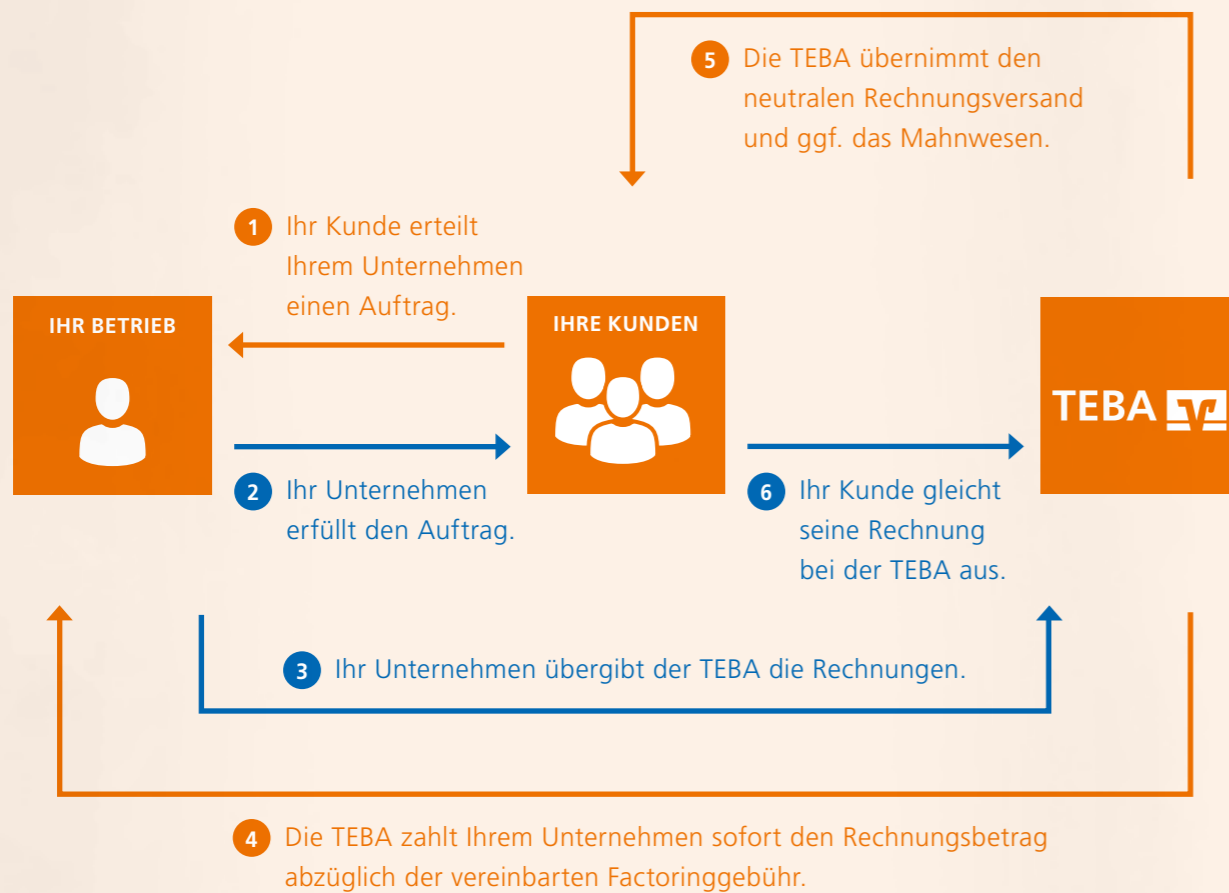 5 Die TEBA übernimmt den
neutralen Rechnungsversand
und ggf. das Mahnwesen.
1 Ihr Kunde erteilt
Ihrem Unternehmen
einen Auftrag.
IHR BETRIEB
IHRE KUNDEN
TEBA
2 Ihr Unternehmen
erfüllt den Auftrag.
6 Ihr Kunde gleicht
seine Rechnung
bei der TEBA aus.
3 Ihr Unternehmen übergibt der TEBA die Rechnungen.
4 Die TEBA zahlt Ihrem Unternehmen sofort den Rechnungsbetrag
abzüglich der vereinbarten Factoringgebühr.